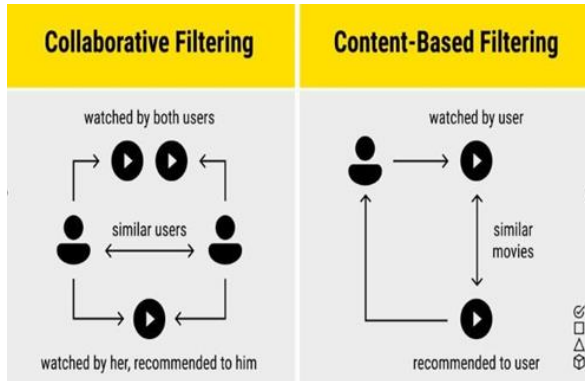 Collaborative Filtering
watched by both users
similar users
watched by her, recommended to him
Content-Based Filtering
watched by user
similar
movies
recommended to user